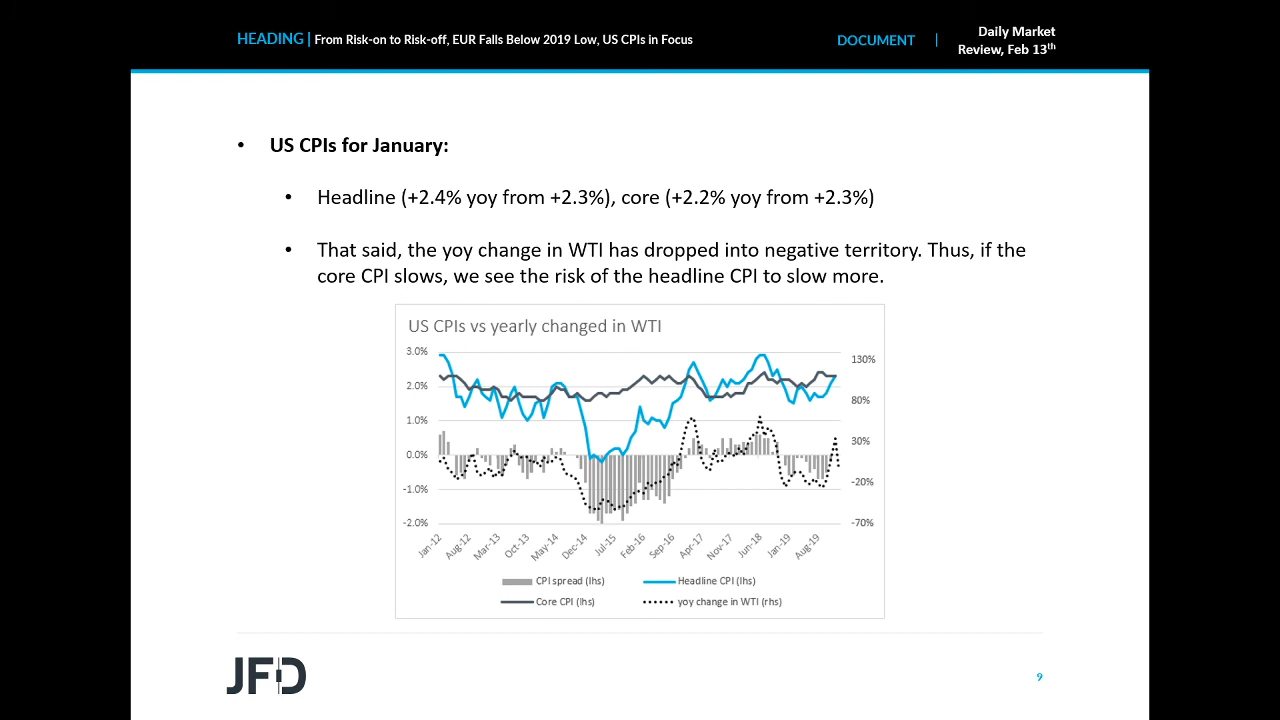 HEADING | From Risk-on to Risk-off, EUR Falls Below 2019 Low, US CPIs in Focus
DOCUMENT |
Daily Market
Review, Feb 13th
• US CPIs for January:
• Headline (+2.4% yoy from +2.3%), core (+2.2% yoy from +2.3%)
• That said, the yoy change in WTI has dropped into negative territory. Thus, if the
core CPI slows, we see the risk of the headline CPI to slow more.
US CPIs vs yearly changed in WTI
3.0%
2.0%
1.0%
0.0%
-1.0%
-2.0%
130%
80%
30%
-20%
-70%
Jan-12
Aug-12
Mar-13
Oct-13
May-14
Dec-14
Jul-15
Feb-16
Sep-16
Apr-17
Nov-17
Jun-18
Jan-19
Aug-19
CPI spread (lhs)
Headline CPI (lhs)
Core CPI (lhs)
yoy change in WTI (rhs)
JFD
9